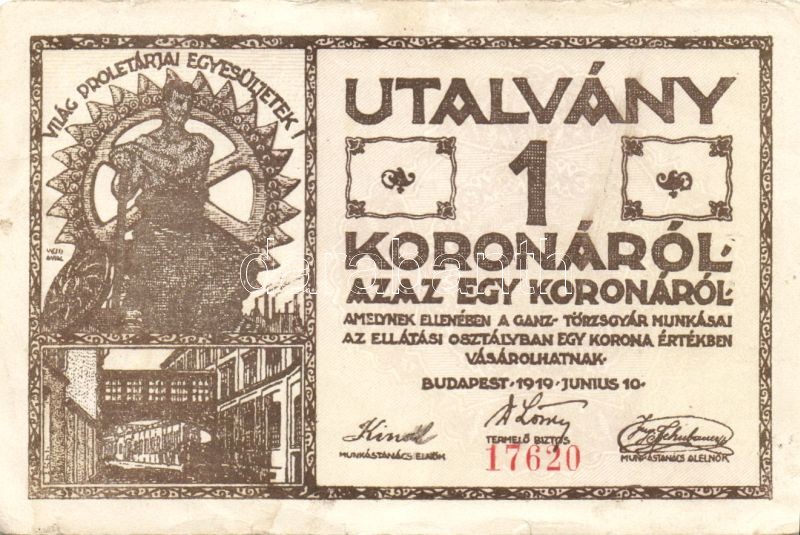 VILÁG PROLETÁRJAI EGYESÜLJETEK!
UTALVÁNY
1
KORONÁRÓL
AZAZ EGY KORONÁRÓL
AMELYNEK ELLENÉBEN A GANZ-TÖRZSGYÁR MUNKÁSAI
AZ ELLÁTÁSI OSZTÁLYBAN EGY KORONA ÉRTÉKBEN
VÁSÁROLHATNAK·
BUDAPEST·1919·JUNIUS 10·
MUNKÁSTANÁCS ELNÖK
TERMELŐ BIZTOS
MUNKÁSTANÁCS ALELNÖK
17620